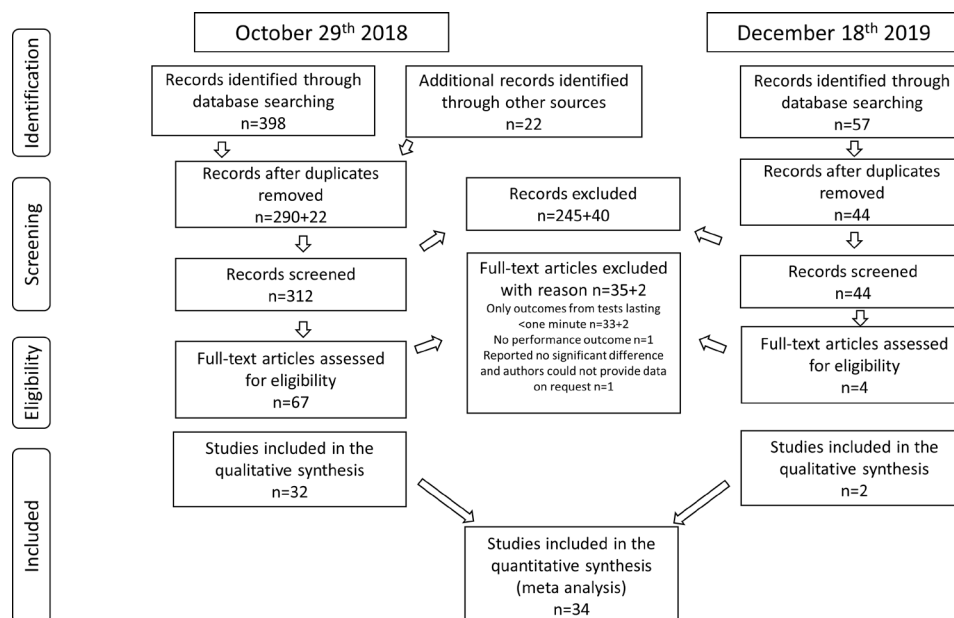 October 29th 2018
December 18th 2019
Identification
Records identified through
database searching
n=398
Additional records identified
through other sources
n=22
Records identified through
database searching
n=57
Records after duplicates
removed
n=290+22
Records excluded
n=245+40
Records after duplicates
removed
n=44
Screening
Records screened
n=312
Full-text articles excluded
with reason n=35+2
Only outcomes from tests lasting
<one minute n=33+2
No performance outcome n=1
Reported no significant difference
and authors could not provide data
on request n=1
Records screened
n=44
Eligibility
Full-text articles assessed
for eligibility
n=67
Full-text articles assessed
for eligibility
n=4
Included
Studies included in the
qualitative synthesis
n=32
Studies included in the
qualitative synthesis
n=2
Studies included in the
quantitative synthesis
(meta analysis)
n=34